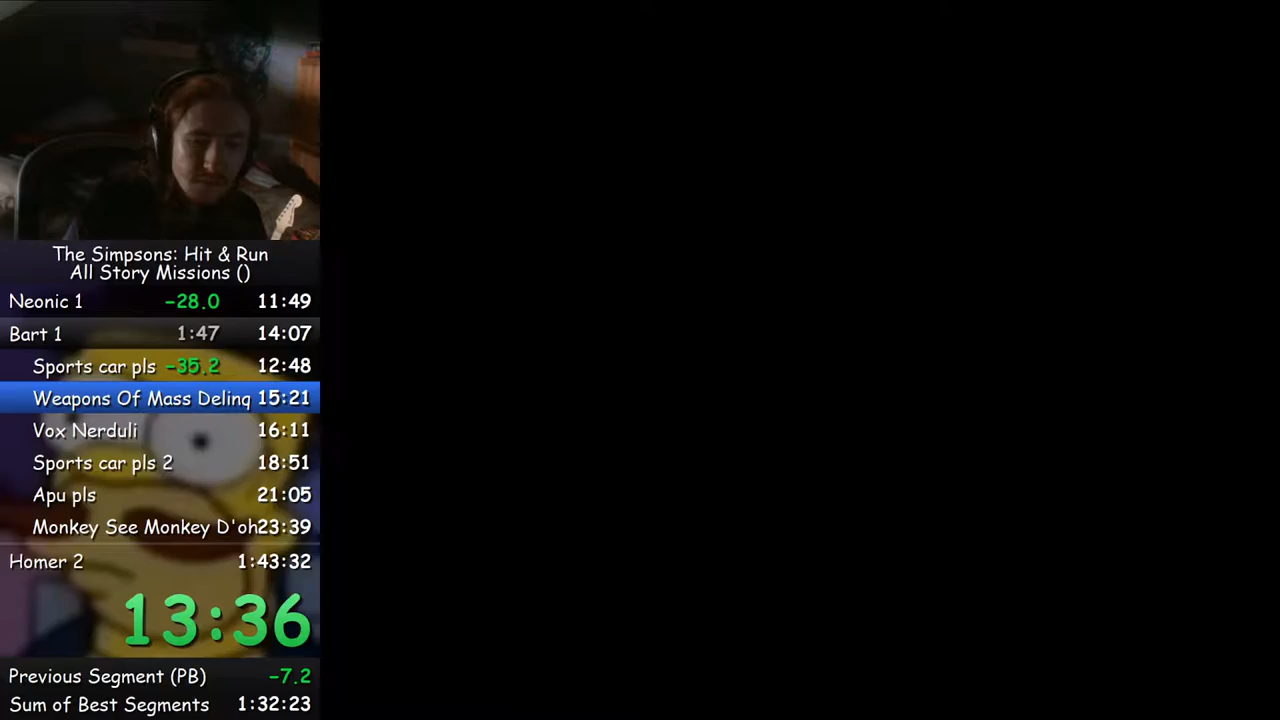 The Simpsons: Hit & Run
All Story Missions ()
Neonic 1 -28.0 11:49
Bart 1 1:47 14:07
Sports car pls -35.2 12:48
Weapons Of Mass Delinq 15:21
Vox Nerduli 16:11
Sports car pls 2 18:51
Apu pls 21:05
Monkey See Monkey D'oh 23:39
Homer 2 1:43:32
13:36
Previous Segment (PB) -7.2
Sum of Best Segments 1:32:23